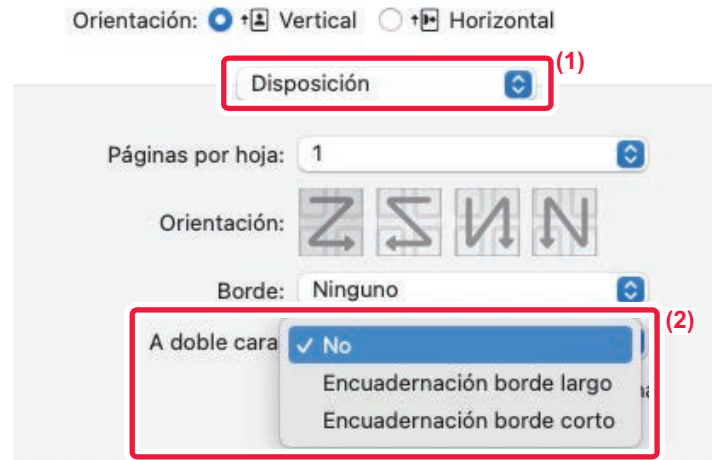 Orientación: Vertical Horizontal
(1)
Disposición
Páginas por hoja: 1
Orientación:
Borde: Ninguno
(2)
A doble cara ✓ No
Encuadernación borde largo
Encuadernación borde corto